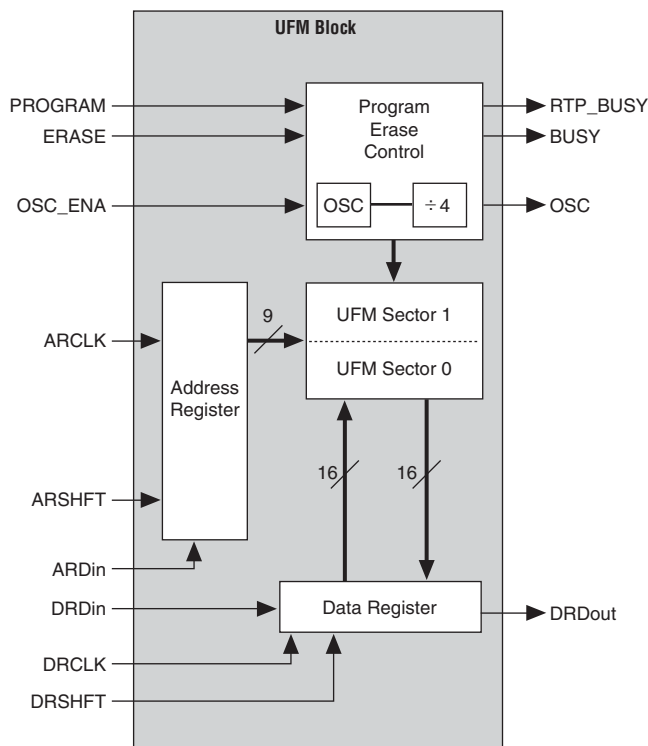 UFM Block
PROGRAM
ERASE
OSC_ENA
Program
Erase
Control
OSC
÷ 4
RTP_BUSY
BUSY
OSC
UFM Sector 1
UFM Sector 0
9
ARCLK
Address
Register
ARSHFT
16
16
ARDin
DRDin
Data Register
DRDout
DRCLK
DRSHFT